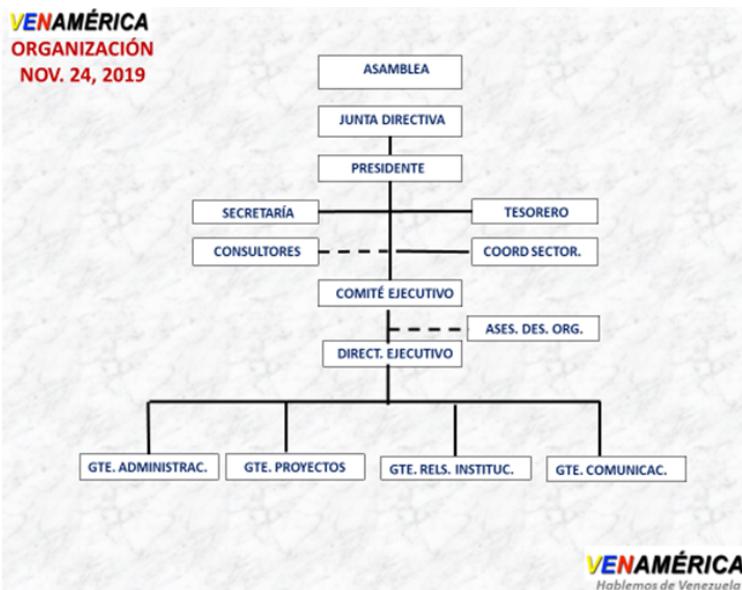 VENAMÉRICA
ORGANIZACIÓN
NOV. 24, 2019
ASAMBLEA
JUNTA DIRECTIVA
PRESIDENTE
SECRETARÍA
TESORERO
CONSULTORES
COORD SECTOR.
COMITÉ EJECUTIVO
ASES. DES. ORG.
DIRECT. EJECUTIVO
GTE. ADMINISTRAC.
GTE. PROYECTOS
GTE. RELS. INSTITUC.
GTE. COMUNICAC.
VENAMÉRICA
Hablemos de Venezuela